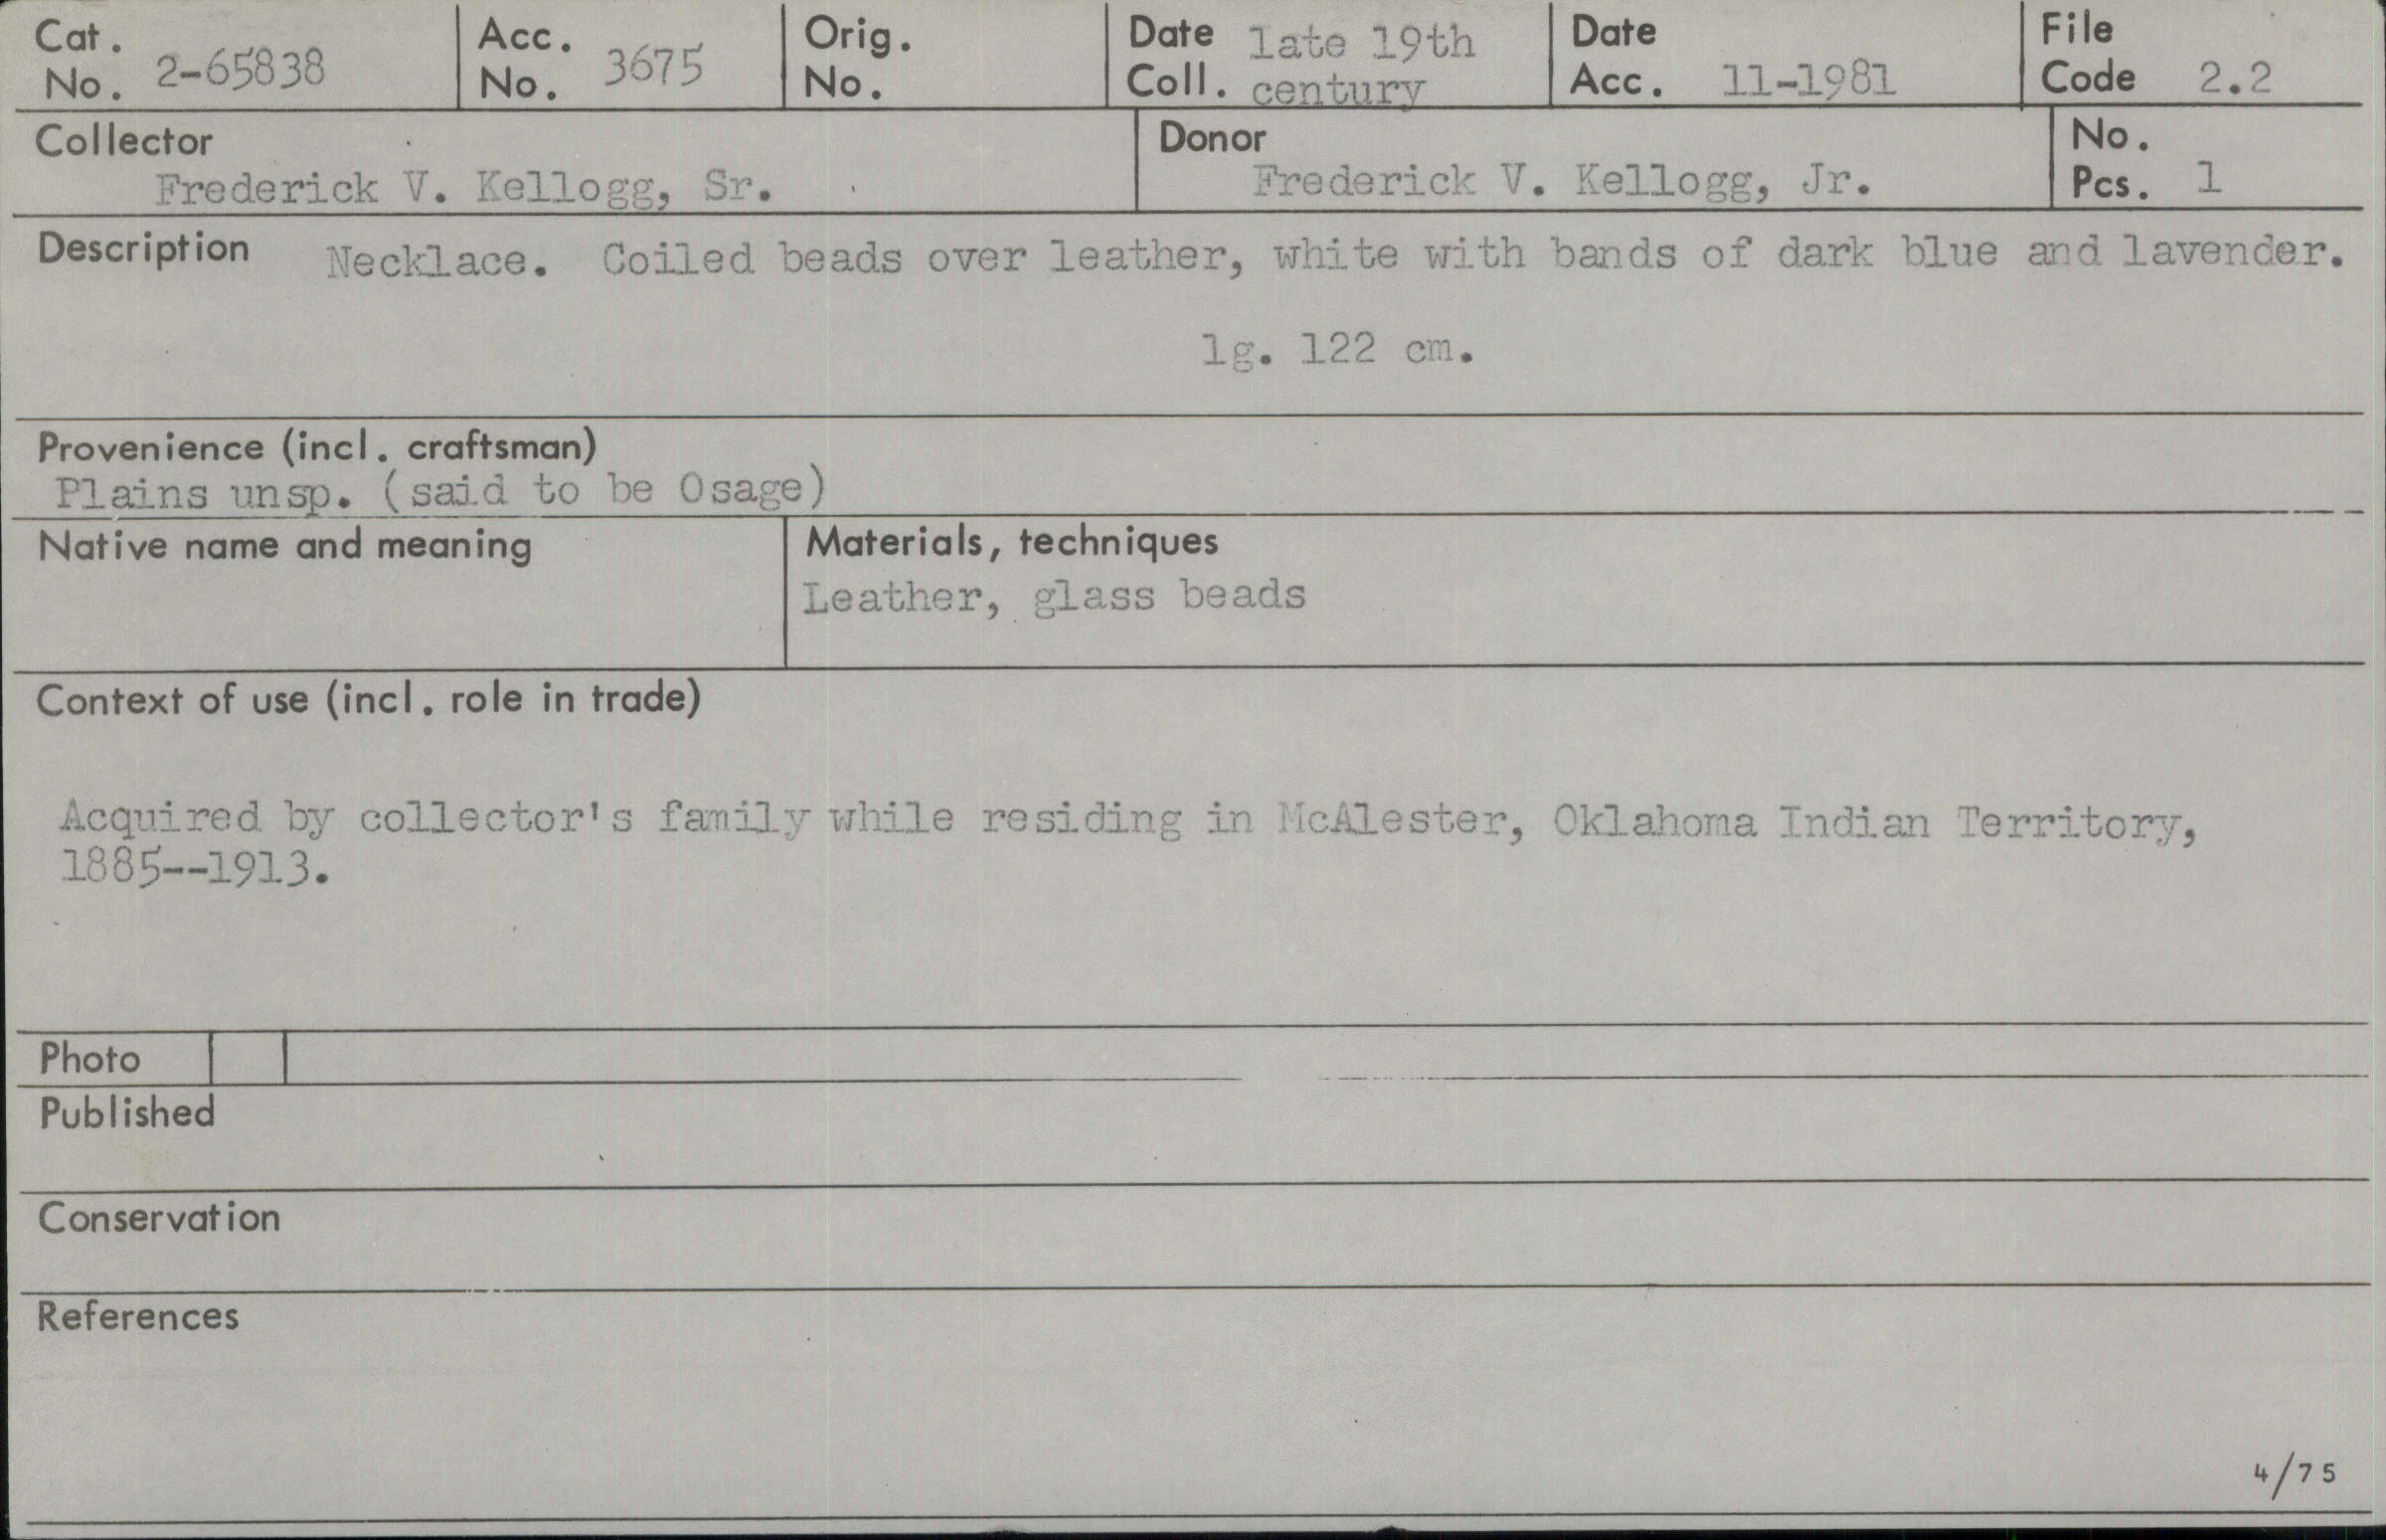 Cat. No. 2-65838
Acc. No. 3675
Orig. No.
Date Coll. late 19th century
Date Acc. 11-1981
File Code 2.2
Collector
Frederick V. Kellogg, Sr.
Donor
Frederick V. Kellogg, Jr.
No. Pcs. 1
Description Necklace. Coiled beads over leather, white with bands of dark blue and lavender.
lg. 122 cm.
Provenience (incl. craftsman)
Plains unsp. (said to be Osage)
Native name and meaning
Materials, techniques
Leather, glass beads
Context of use (incl. role in trade)
Acquired by collector's family while residing in McAlester, Oklahoma Indian Territory,
1885--1913.
Photo
Published
Conservation
References
4/75